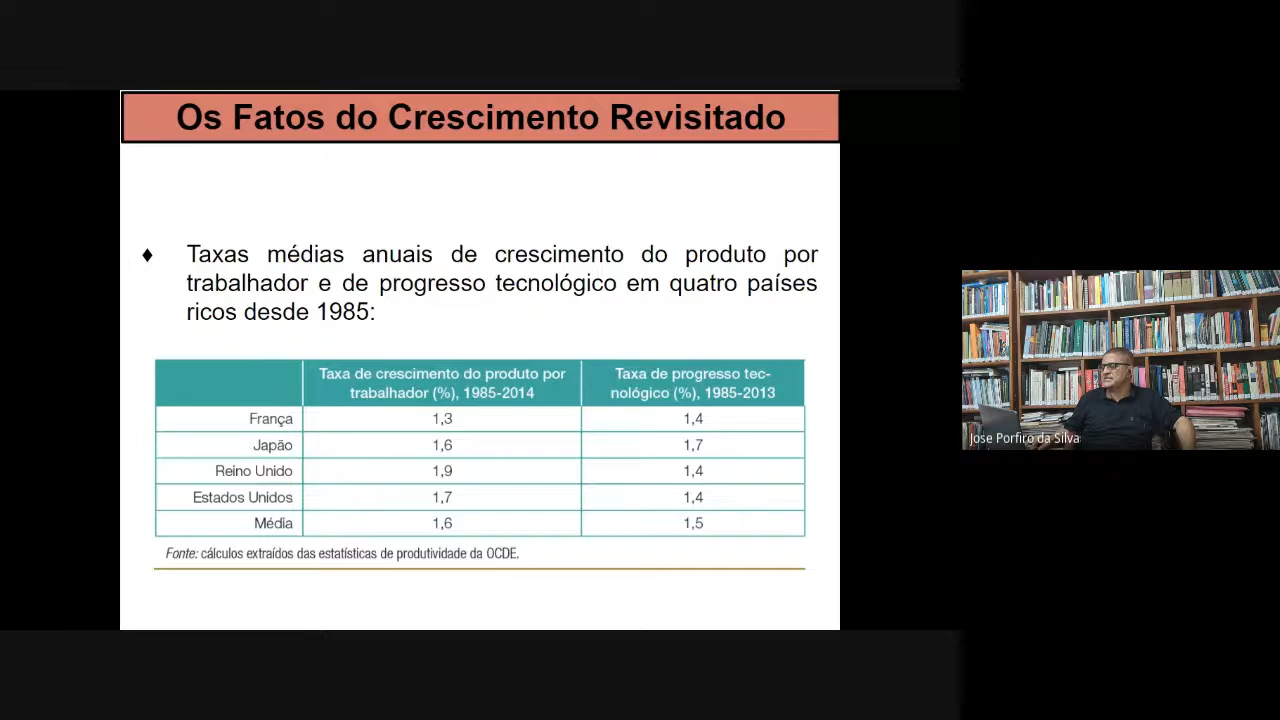 Os Fatos do Crescimento Revisitado
♦ Taxas médias anuais de crescimento do produto por
trabalhador e de progresso tecnológico em quatro países
ricos desde 1985:
Taxa de crescimento do produto por
trabalhador (%), 1985-2014
Taxa de progresso tec-
nológico (%), 1985-2013
França 1,3 1,4
Japão 1,6 1,7
Reino Unido 1,9 1,4
Estados Unidos 1,7 1,4
Média 1,6 1,5
Fonte: cálculos extraídos das estatísticas de produtividade da OCDE.
Jose Porfiro da Silva